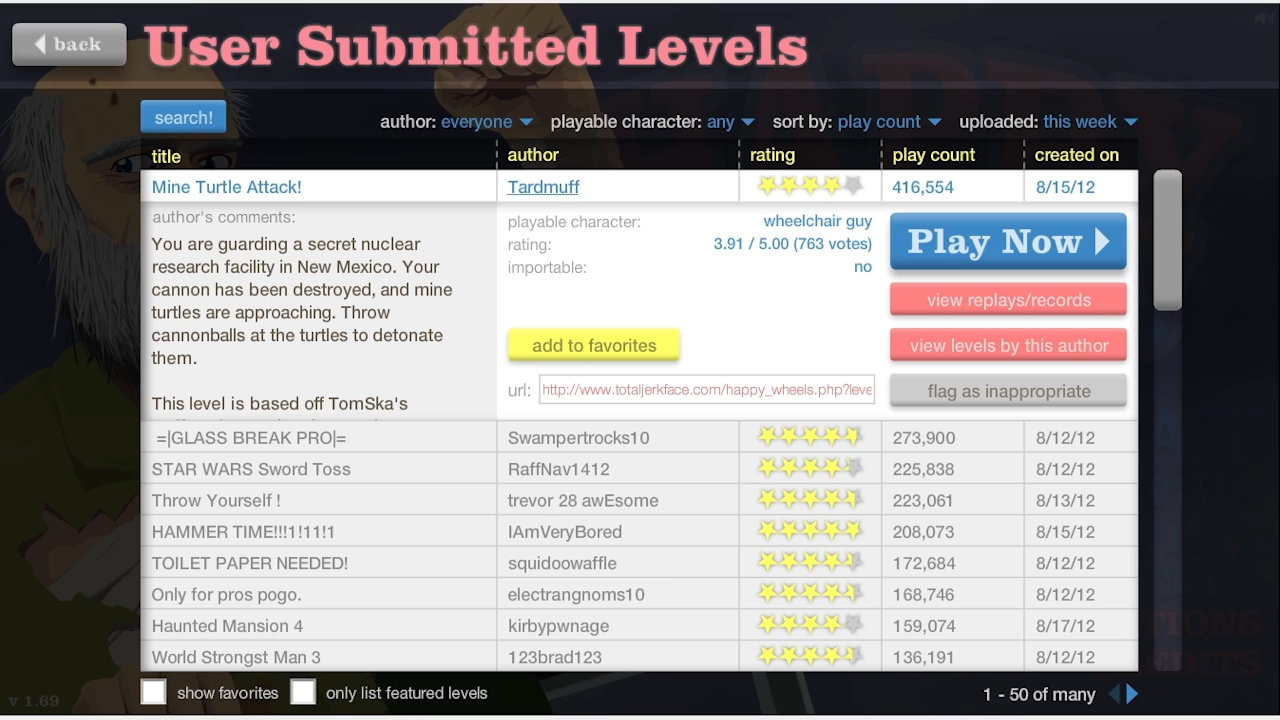 back
User Submitted Levels
search!
author: everyone playable character: any sort by: play count uploaded: this week
title author rating play count created on
Mine Turtle Attack! Tardmuff 416,554 8/15/12
author's comments:
You are guarding a secret nuclear
research facility in New Mexico. Your
cannon has been destroyed, and mine
turtles are approaching. Throw
cannonballs at the turtles to detonate
them.
This level is based off TomSka's
playable character: wheelchair guy
rating: 3.91 / 5.00 (763 votes)
importable: no
add to favorites
url: http://www.totaljerkface.com/happy_wheels.php?leve
Play Now
view replays/records
view levels by this author
flag as inappropriate
=|GLASS BREAK PRO|= Swampertrocks10 273,900 8/12/12
STAR WARS Sword Toss RaffNav1412 225,838 8/12/12
Throw Yourself ! trevor 28 awEsome 223,061 8/13/12
HAMMER TIME!!!1!11!1 IAmVeryBored 208,073 8/15/12
TOILET PAPER NEEDED! squidoowaffle 172,684 8/12/12
Only for pros pogo. electrangnoms10 168,746 8/12/12
Haunted Mansion 4 kirbypwnage 159,074 8/17/12
World Strongst Man 3 123brad123 136,191 8/12/12
show favorites only list featured levels 1 - 50 of many
v 1.69